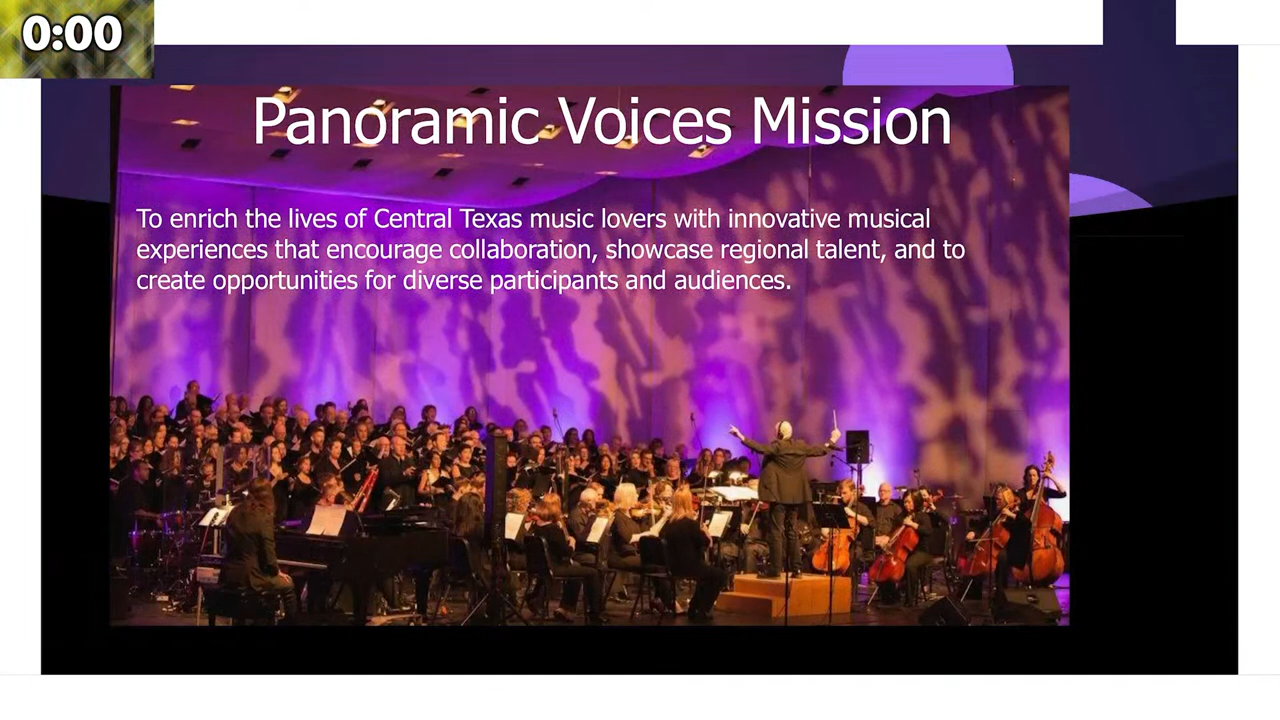 0:00
Panoramic Voices Mission
To enrich the lives of Central Texas music lovers with innovative musical
experiences that encourage collaboration, showcase regional talent, and to
create opportunities for diverse participants and audiences.